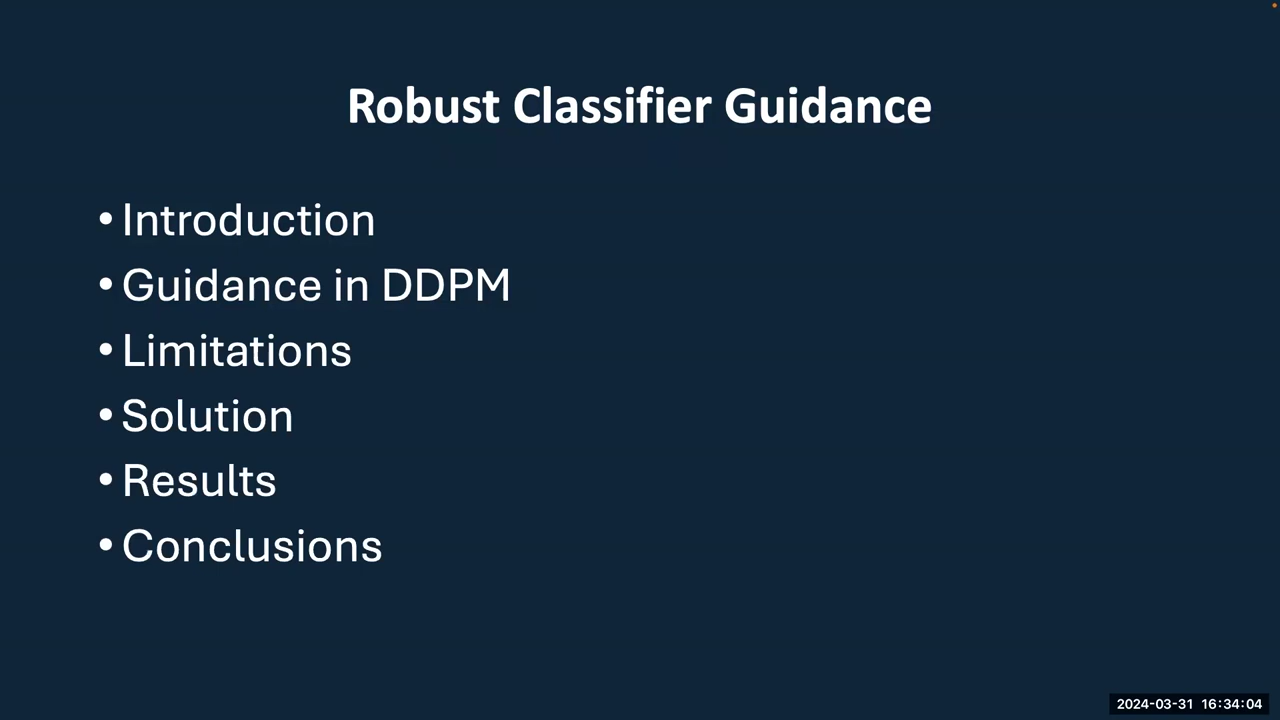 Robust Classifier Guidance
• Introduction
• Guidance in DDPM
• Limitations
• Solution
• Results
• Conclusions
2024-03-31 16:34:04